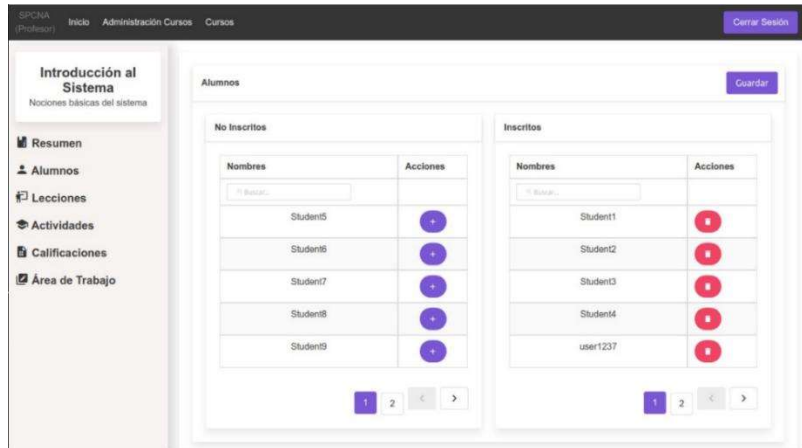 SPCNA
(Profesor)
Inicio
Administración Cursos
Cursos
Cerrar Sesión
Introducción al
Sistema
Nociones básicas del sistema
Resumen
Alumnos
Lecciones
Actividades
Calificaciones
Área de Trabajo
Alumnos
Guardar
No Inscritos
Nombres Acciones
Buscar...
Student5
Student6
Student7
Student8
Student9
1 2
Inscritos
Nombres Acciones
Buscar...
Student1
Student2
Student3
Student4
user1237
1 2